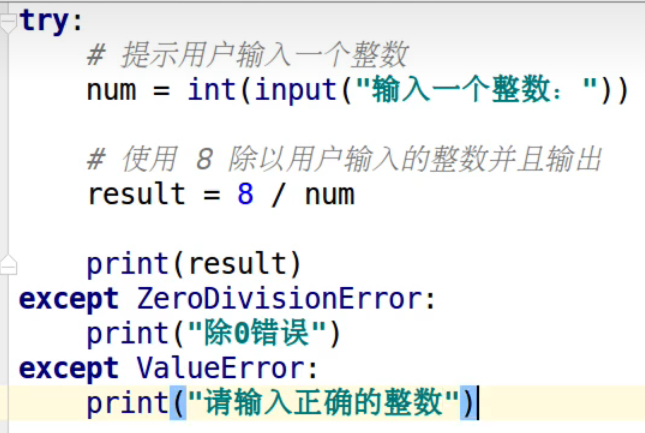 try:
    # 提示用户输入一个整数
    num = int(input("输入一个整数："))
    # 使用 8 除以用户输入的整数并且输出
    result = 8 / num
    print(result)
except ZeroDivisionError:
    print("除0错误")
except ValueError:
    print("请输入正确的整数")